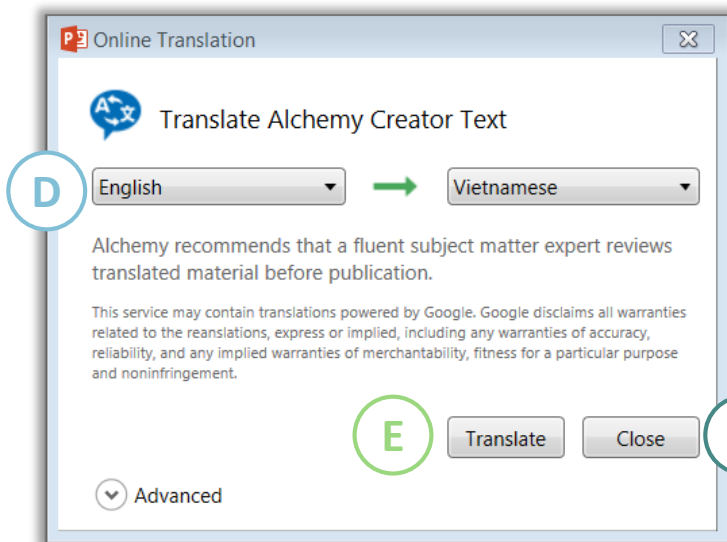 Online Translation
Translate Alchemy Creator Text
D
English
Vietnamese
Alchemy recommends that a fluent subject matter expert reviews
translated material before publication.
This service may contain translations powered by Google. Google disclaims all warranties
related to the reanslations, express or implied, including any warranties of accuracy,
reliability, and any implied warranties of merchantability, fitness for a particular purpose
and noninfringement.
E
Translate
Close
Advanced